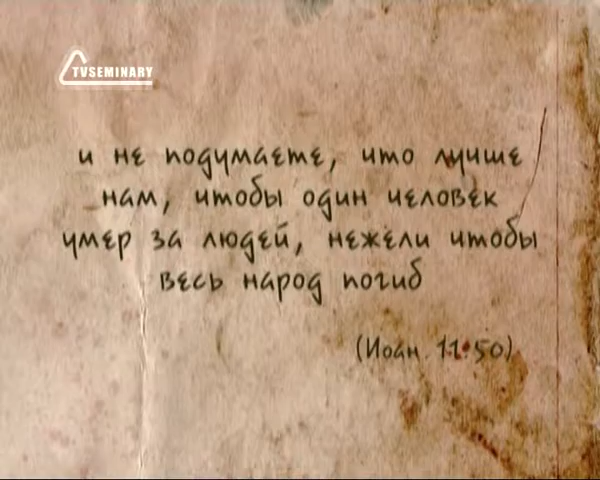 TVSEMINARY
и не подумаете, что лучше
нам, чтобы один человек
умер за людей, нежели чтобы
весь народ погиб
(Иоан. 11:50)